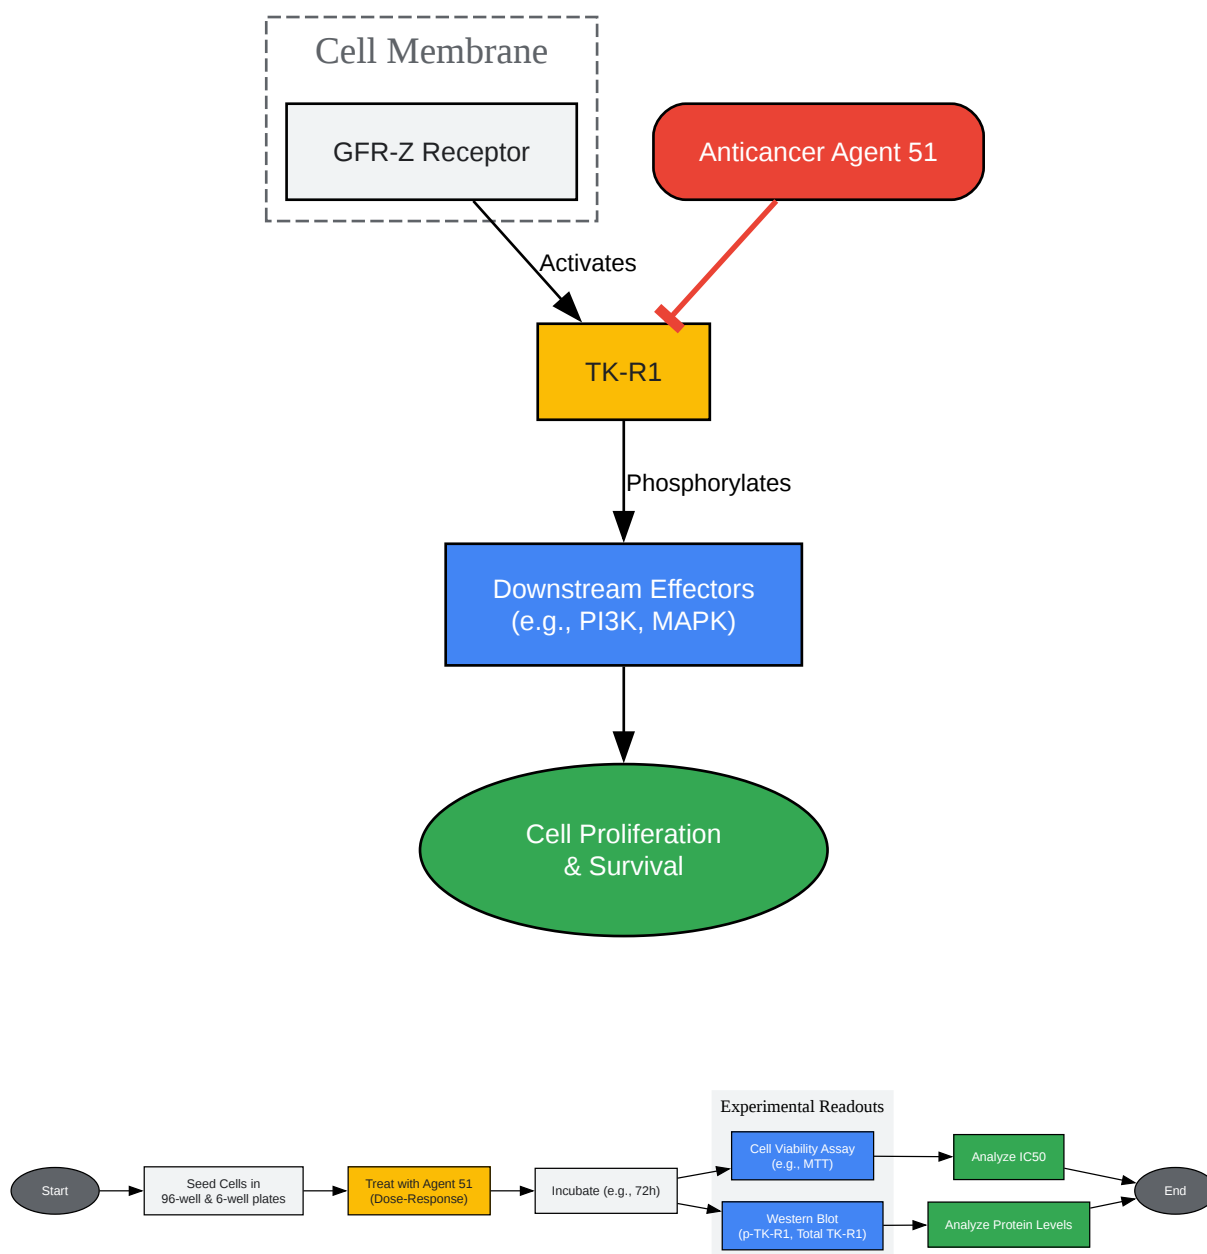 Cell Membrane
GFR-Z Receptor
Anticancer Agent 51
Activates
TK-R1
Phosphorylates
Downstream Effectors
(e.g., PI3K, MAPK)
Cell Proliferation
& Survival
Experimental Readouts
Start
Seed Cells in
96-well & 6-well plates
Treat with Agent 51
(Dose-Response)
Incubate (e.g., 72h)
Cell Viability Assay
(e.g., MTT)
Western Blot
(p-TK-R1, Total TK-R1)
Analyze IC50
Analyze Protein Levels
End